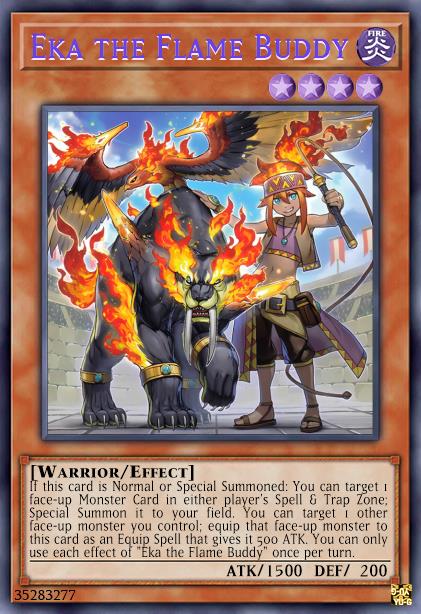 EKA THE FLAME BUDDY
FIRE
炎
[WARRIOR/EFFECT]
If this card is Normal or Special Summoned: You can target 1
face-up Monster Card in either player's Spell & Trap Zone;
Special Summon it to your field. You can target 1 other
face-up monster you control; equip that face-up monster to
this card as an Equip Spell that gives it 500 ATK. You can only
use each effect of "Eka the Flame Buddy" once per turn.
ATK/1500 DEF/ 200
35283277